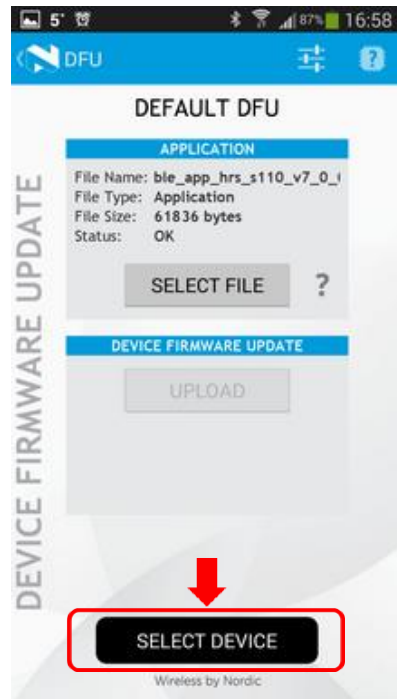 5° 87% 16:58
DFU
?
DEFAULT DFU
APPLICATION
File Name: ble_app_hrs_s110_v7_0_
File Type: Application
File Size: 61836 bytes
Status: OK
SELECT FILE ?
DEVICE FIRMWARE UPDATE
UPLOAD
DEVICE FIRMWARE UPDATE
SELECT DEVICE
Wireless by Nordic